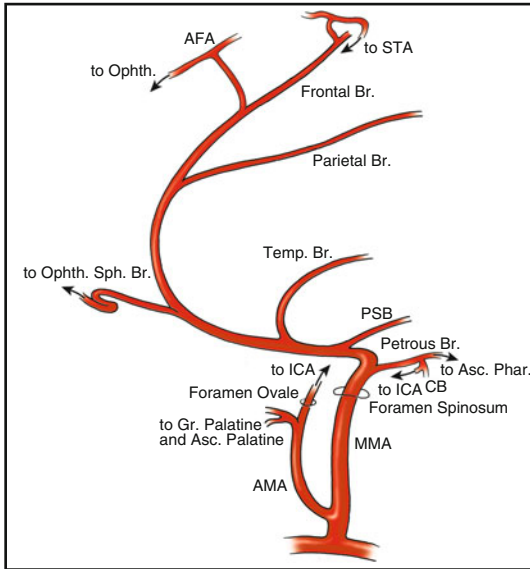 AFA
to STA
to Ophth.
Frontal Br.
Parietal Br.
Temp. Br.
to Ophth. Sph. Br.
PSB
Petrous Br.
to ICA
to Asc. Phar.
Foramen Ovale
to ICA CB
Foramen Spinosum
to Gr. Palatine
and Asc. Palatine
MMA
AMA